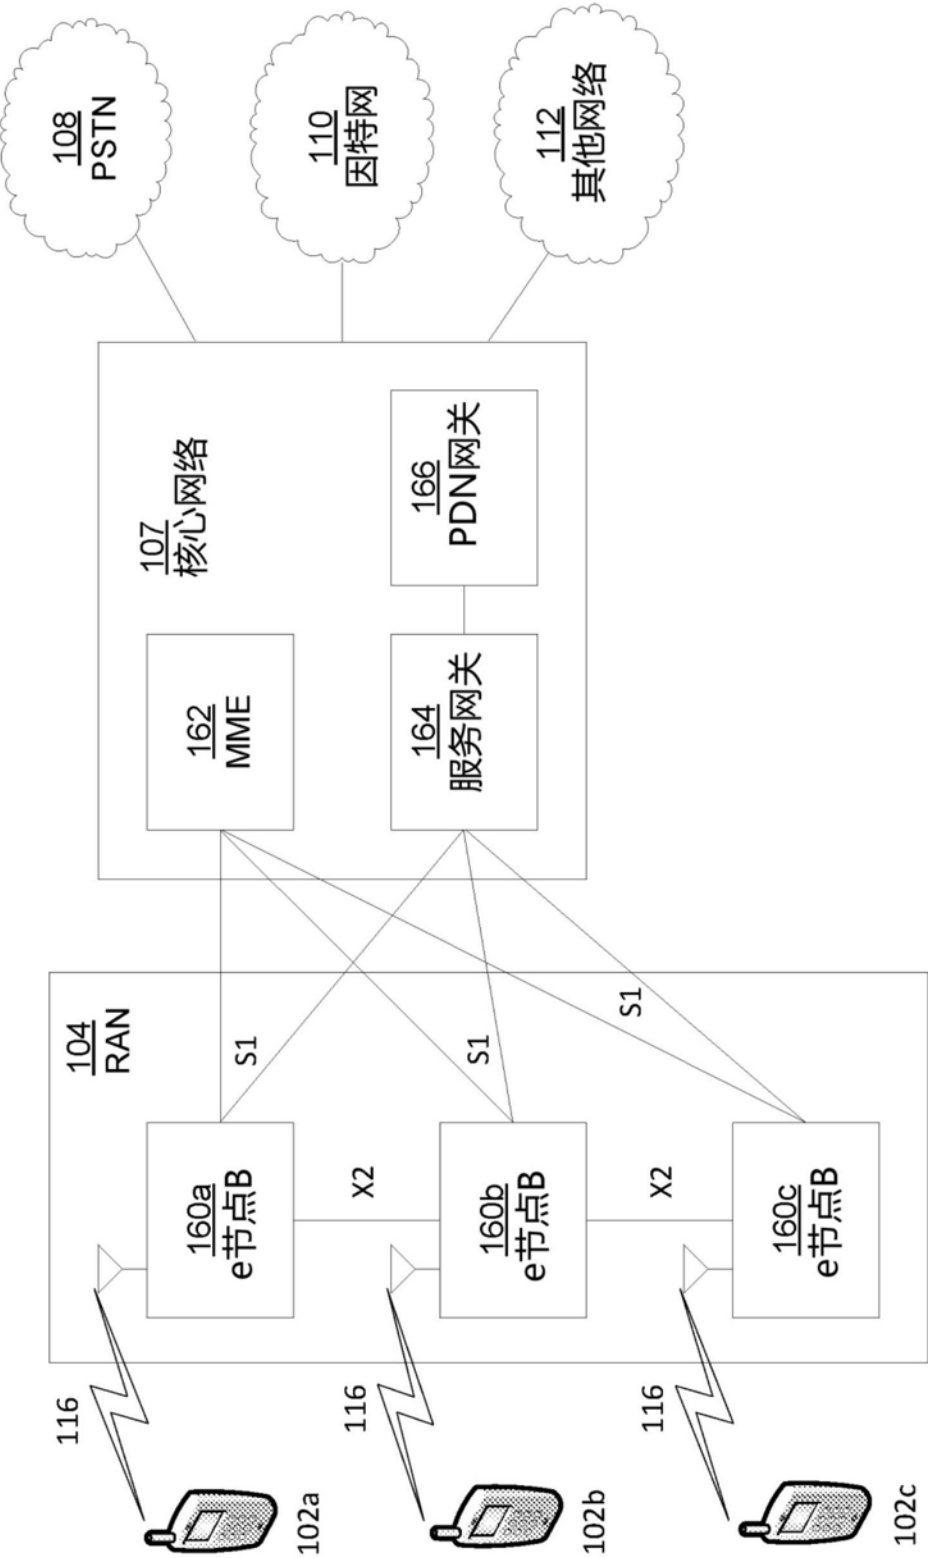 108
PSTN
110
因特网
112
其他网络
107
核心网络
162
MME
164
服务网关
166
PDN网关
104
RAN
S1
S1
S1
160a
e节点B
X2
160b
e节点B
X2
160c
e节点B
116
116
116
102a
102b
102c